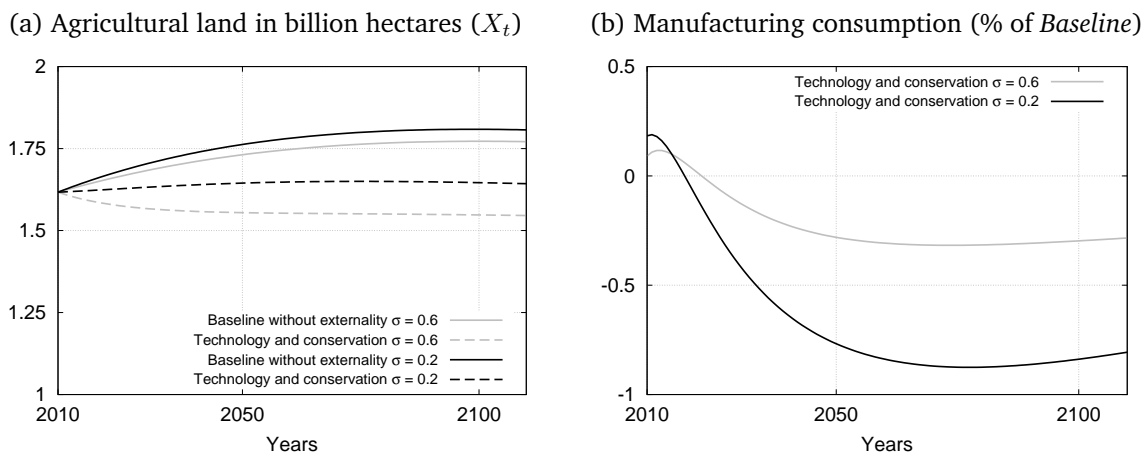 (a) Agricultural land in billion hectares (Xt)
2
1.75
1.5
1.25
1
Baseline without externality σ = 0.6
Technology and conservation σ = 0.6
Baseline without externality σ = 0.2
Technology and conservation σ = 0.2
2010
2050
2100
Years
(b) Manufacturing consumption (% of Baseline)
0.5
0
-0.5
-1
Technology and conservation σ = 0.6
Technology and conservation σ = 0.2
2010
2050
2100
Years